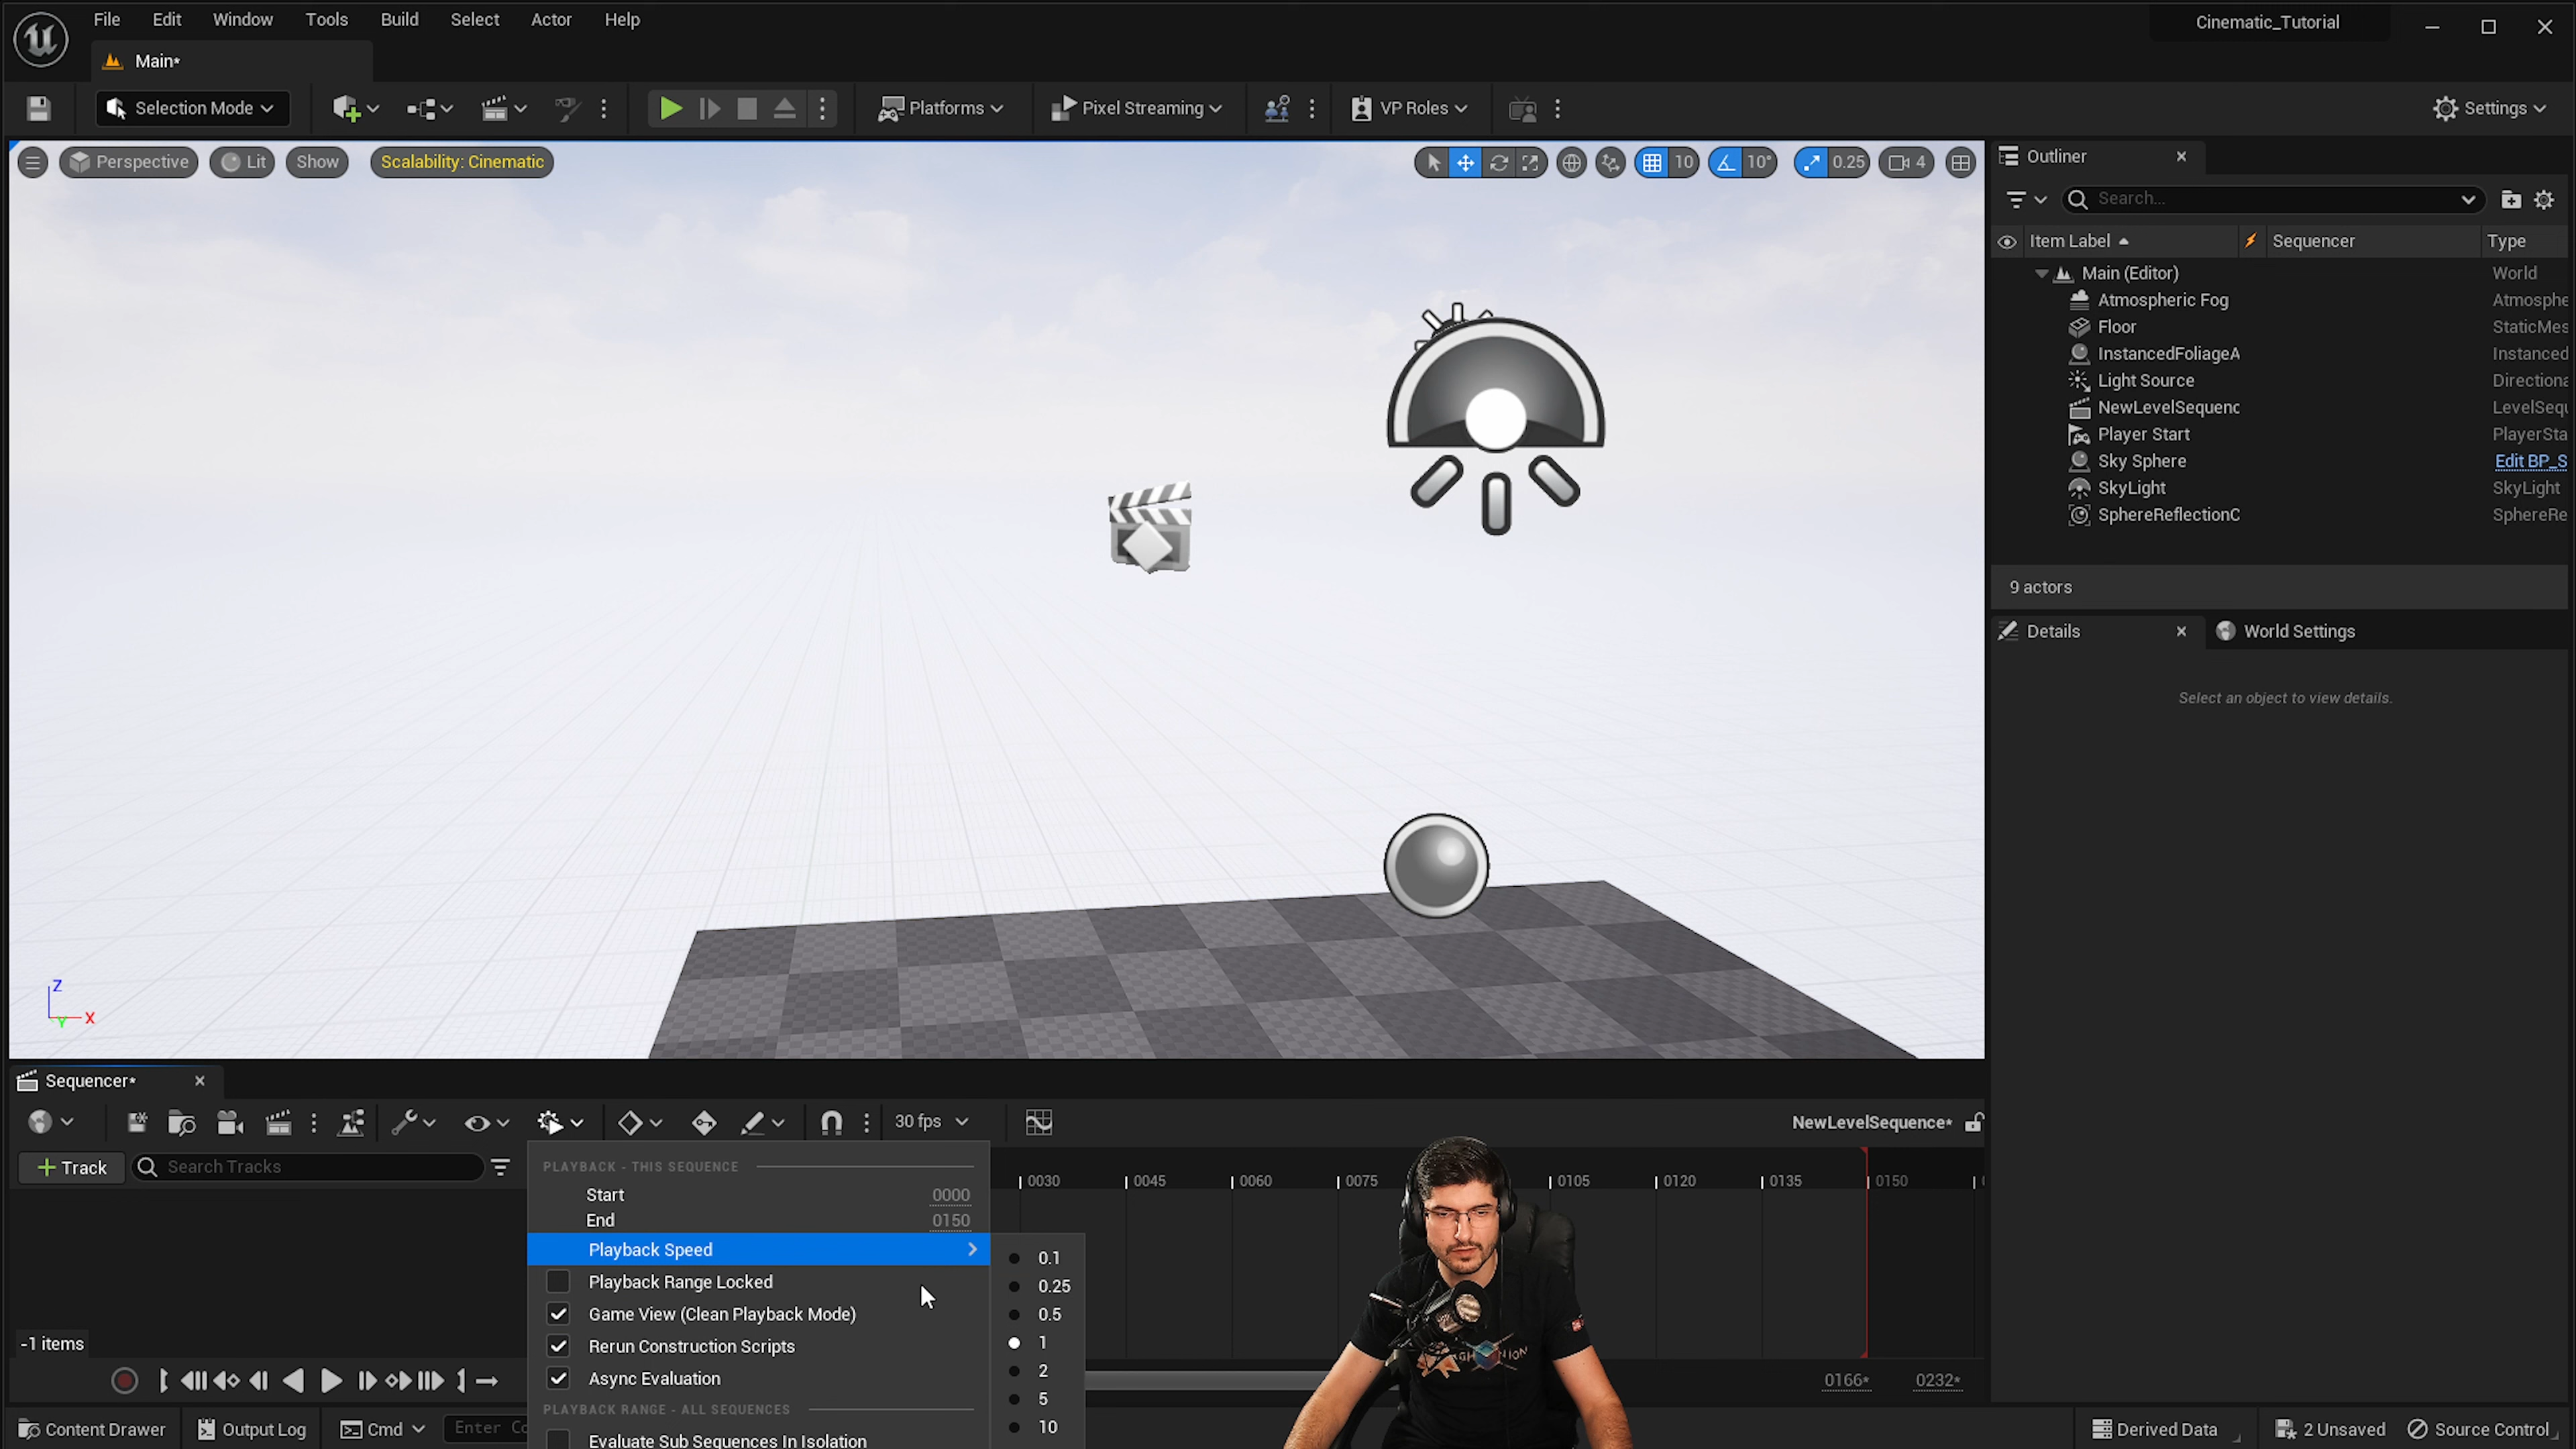 File Edit Window Tools Build Select Actor Help
Cinematic_Tutorial
Main*
Selection Mode
Platforms
Pixel Streaming
VP Roles
Settings
Perspective
Lit
Show
Scalability: Cinematic
10
10°
0.25
4
Outliner
Search...
Item Label Sequencer Type
Main (Editor) World
Atmospheric Fog Atmosphe
Floor StaticMes
InstancedFoliageA Instanced
Light Source Directiona
NewLevelSequenc LevelSequ
Player Start PlayerSta
Sky Sphere Edit BP_S
SkyLight SkyLight
SphereReflectionC SphereRe
9 actors
Details
World Settings
Select an object to view details.
Z
Y
X
Sequencer*
30 fps
NewLevelSequence*
Track
Search Tracks
PLAYBACK - THIS SEQUENCE
Start 0000
End 0150
Playback Speed
Playback Range Locked
Game View (Clean Playback Mode)
Rerun Construction Scripts
Async Evaluation
PLAYBACK RANGE - ALL SEQUENCES
Evaluate Sub Sequences In Isolation
0.1
0.25
0.5
1
2
5
10
0030 0045 0060 0075 0105 0120 0135 0150
-1 items
0166* 0232*
Content Drawer
Output Log
Cmd
Enter Co
Derived Data
2 Unsaved
Source Control